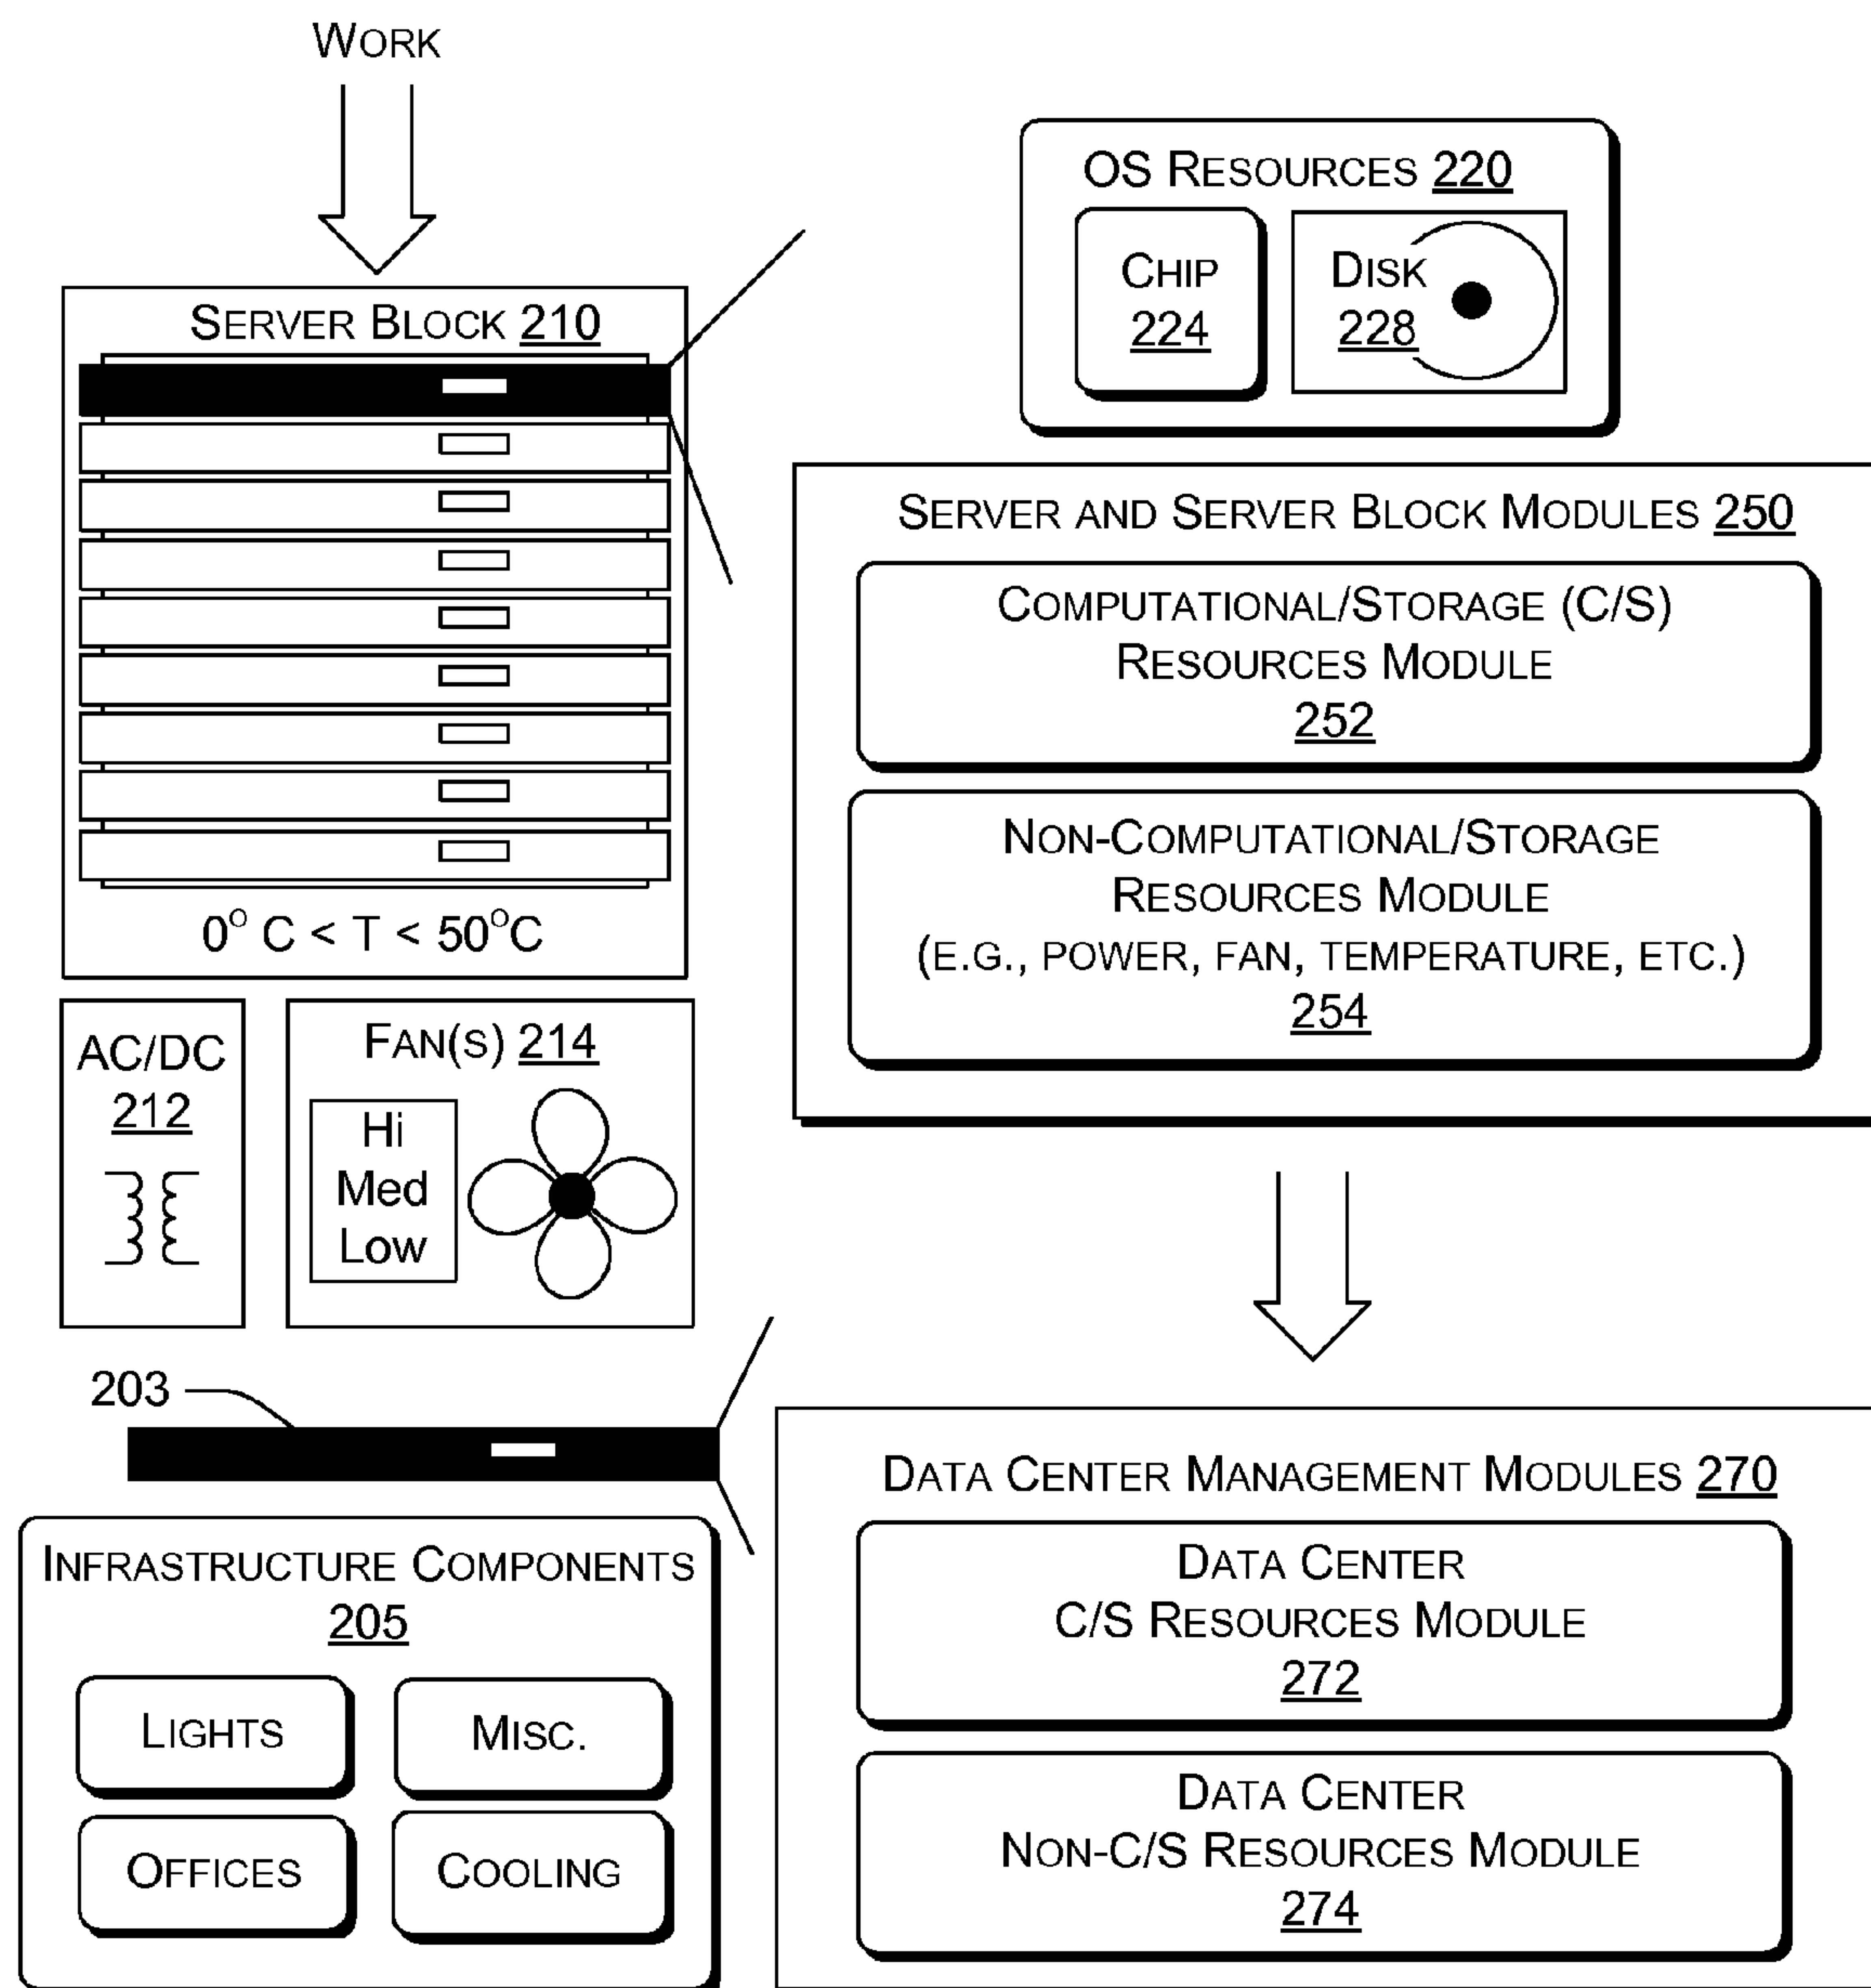 WORK
SERVER BLOCK 210
0° C < T < 50°C
AC/DC
212
FAN(S) 214
Hi
Med
Low
203
INFRASTRUCTURE COMPONENTS
205
LIGHTS
MISC.
OFFICES
COOLING
OS RESOURCES 220
CHIP
224
DISK
228
SERVER AND SERVER BLOCK MODULES 250
COMPUTATIONAL/STORAGE (C/S)
RESOURCES MODULE
252
NON-COMPUTATIONAL/STORAGE
RESOURCES MODULE
(E.G., POWER, FAN, TEMPERATURE, ETC.)
254
DATA CENTER MANAGEMENT MODULES 270
DATA CENTER
C/S RESOURCES MODULE
272
DATA CENTER
NON-C/S RESOURCES MODULE
274